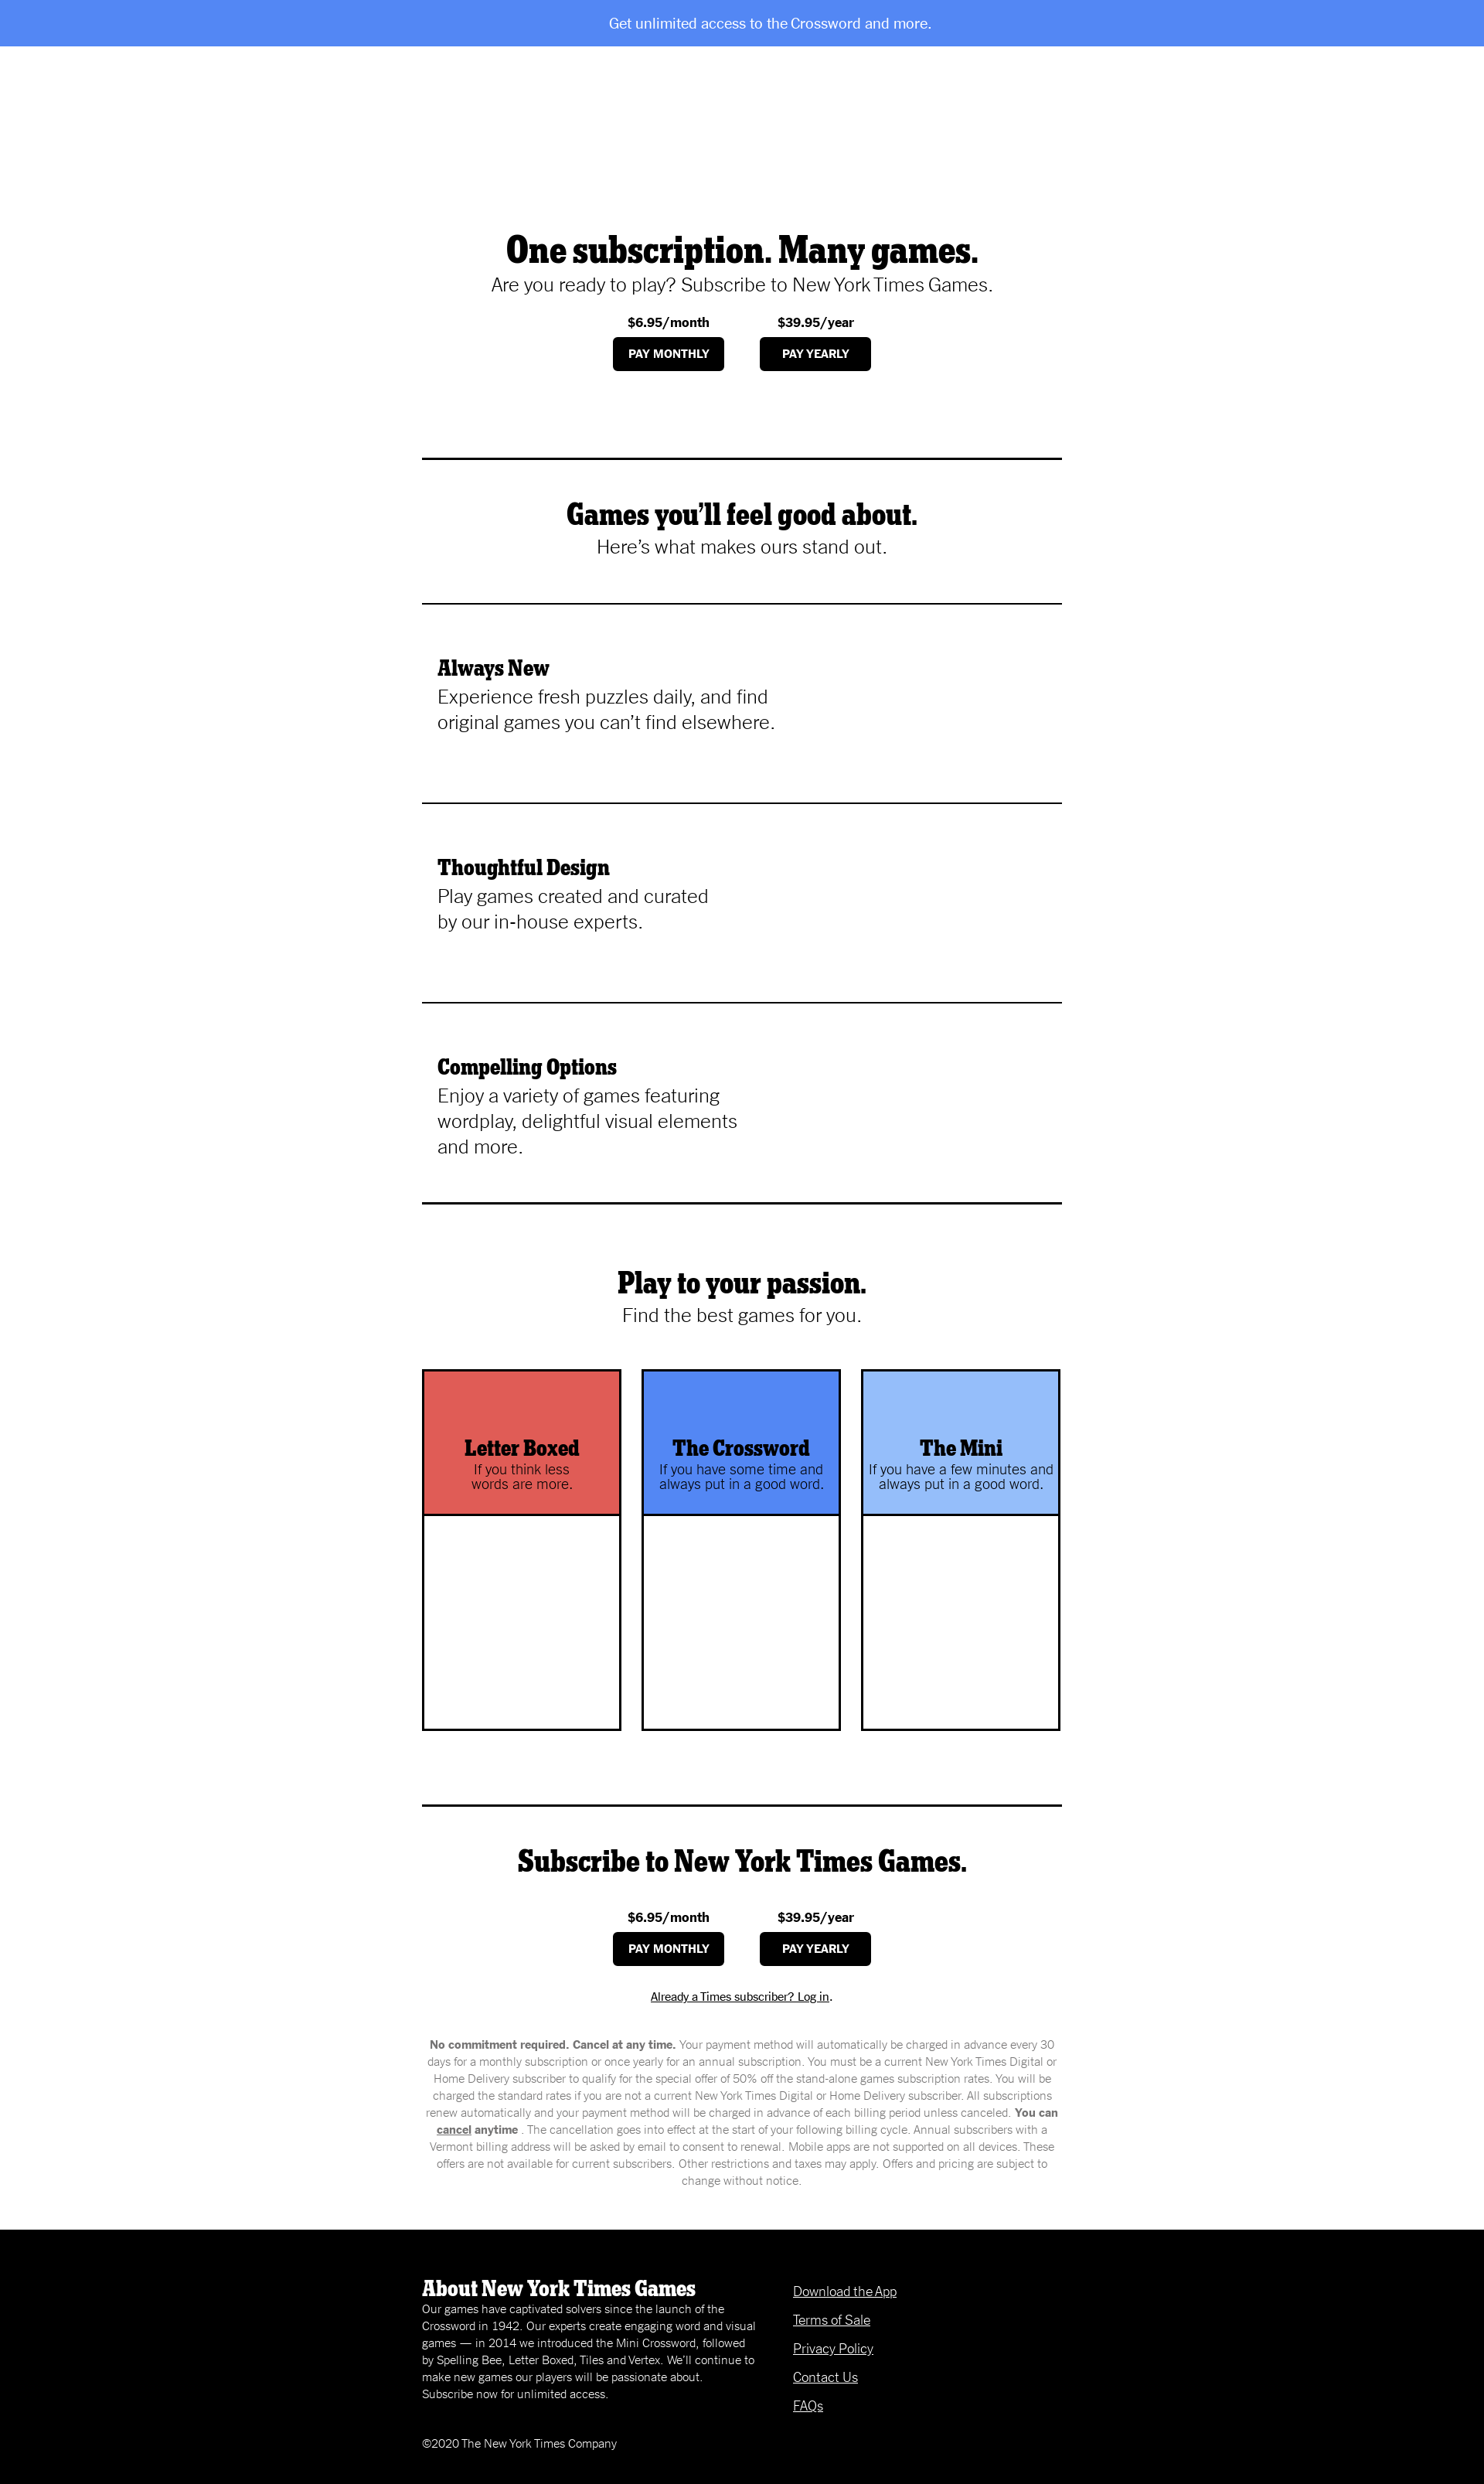 Get unlimited access to the Crossword and more.
One subscription. Many games.
Are you ready to play? Subscribe to New York Times Games.
$6.95/month
PAY MONTHLY
$39.95/year
PAY YEARLY
Games you’ll feel good about.
Here’s what makes ours stand out.
Always New
Experience fresh puzzles daily, and find
original games you can’t find elsewhere.
Thoughtful Design
Play games created and curated
by our in-house experts.
Compelling Options
Enjoy a variety of games featuring
wordplay, delightful visual elements
and more.
Play to your passion.
Find the best games for you.
Letter Boxed
If you think less
words are more.
The Crossword
If you have some time and
always put in a good word.
The Mini
If you have a few minutes and
always put in a good word.
Subscribe to New York Times Games.
$6.95/month
PAY MONTHLY
$39.95/year
PAY YEARLY
Already a Times subscriber? Log in.
No commitment required. Cancel at any time. Your payment method will automatically be charged in advance every 30
days for a monthly subscription or once yearly for an annual subscription. You must be a current New York Times Digital or
Home Delivery subscriber to qualify for the special offer of 50% off the stand-alone games subscription rates. You will be
charged the standard rates if you are not a current New York Times Digital or Home Delivery subscriber. All subscriptions
renew automatically and your payment method will be charged in advance of each billing period unless canceled. You can
cancel anytime . The cancellation goes into effect at the start of your following billing cycle. Annual subscribers with a
Vermont billing address will be asked by email to consent to renewal. Mobile apps are not supported on all devices. These
offers are not available for current subscribers. Other restrictions and taxes may apply. Offers and pricing are subject to
change without notice.
About New York Times Games
Our games have captivated solvers since the launch of the
Crossword in 1942. Our experts create engaging word and visual
games — in 2014 we introduced the Mini Crossword, followed
by Spelling Bee, Letter Boxed, Tiles and Vertex. We’ll continue to
make new games our players will be passionate about.
Subscribe now for unlimited access.
Download the App
Terms of Sale
Privacy Policy
Contact Us
FAQs
©2020 The New York Times Company